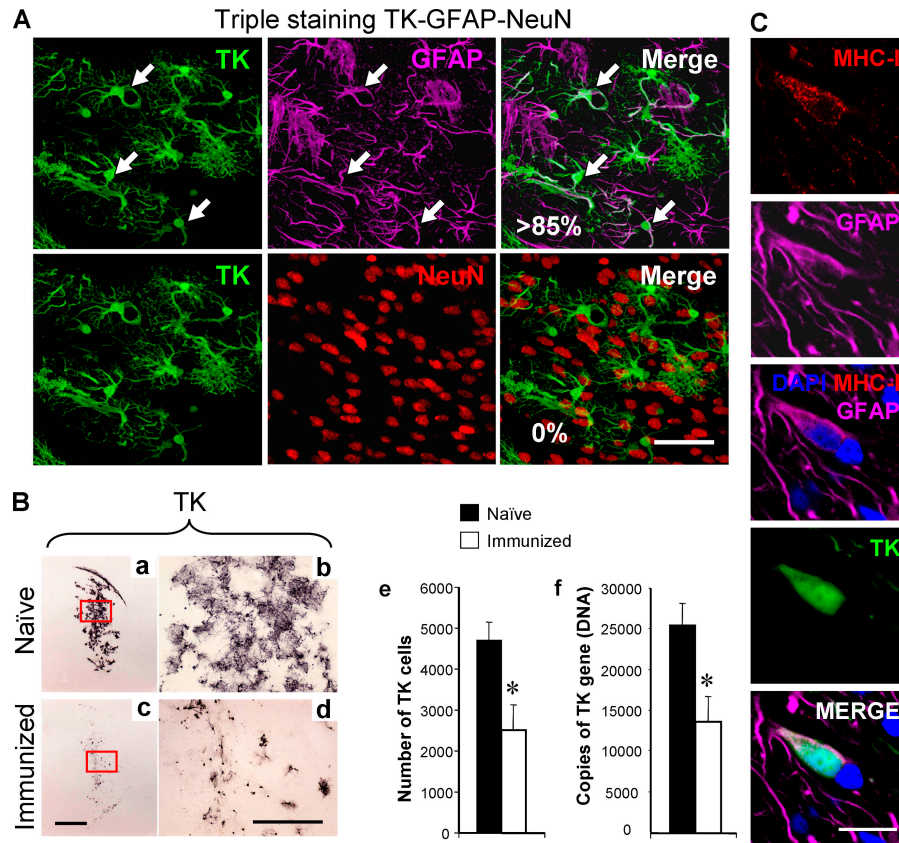 A
Triple staining TK-GFAP-NeuN
TK
GFAP
Merge
>85%
TK
NeuN
Merge
0%
B
TK
Naïve
a
b
Immunized
c
d
Naïve
Immunized
e
Number of TK cells
6000
5000
4000
3000
2000
1000
0
*
f
Copies of TK gene (DNA)
30000
25000
20000
15000
10000
5000
0
*
C
MHC-I
GFAP
DAPI MHC-I
GFAP
TK
MERGE